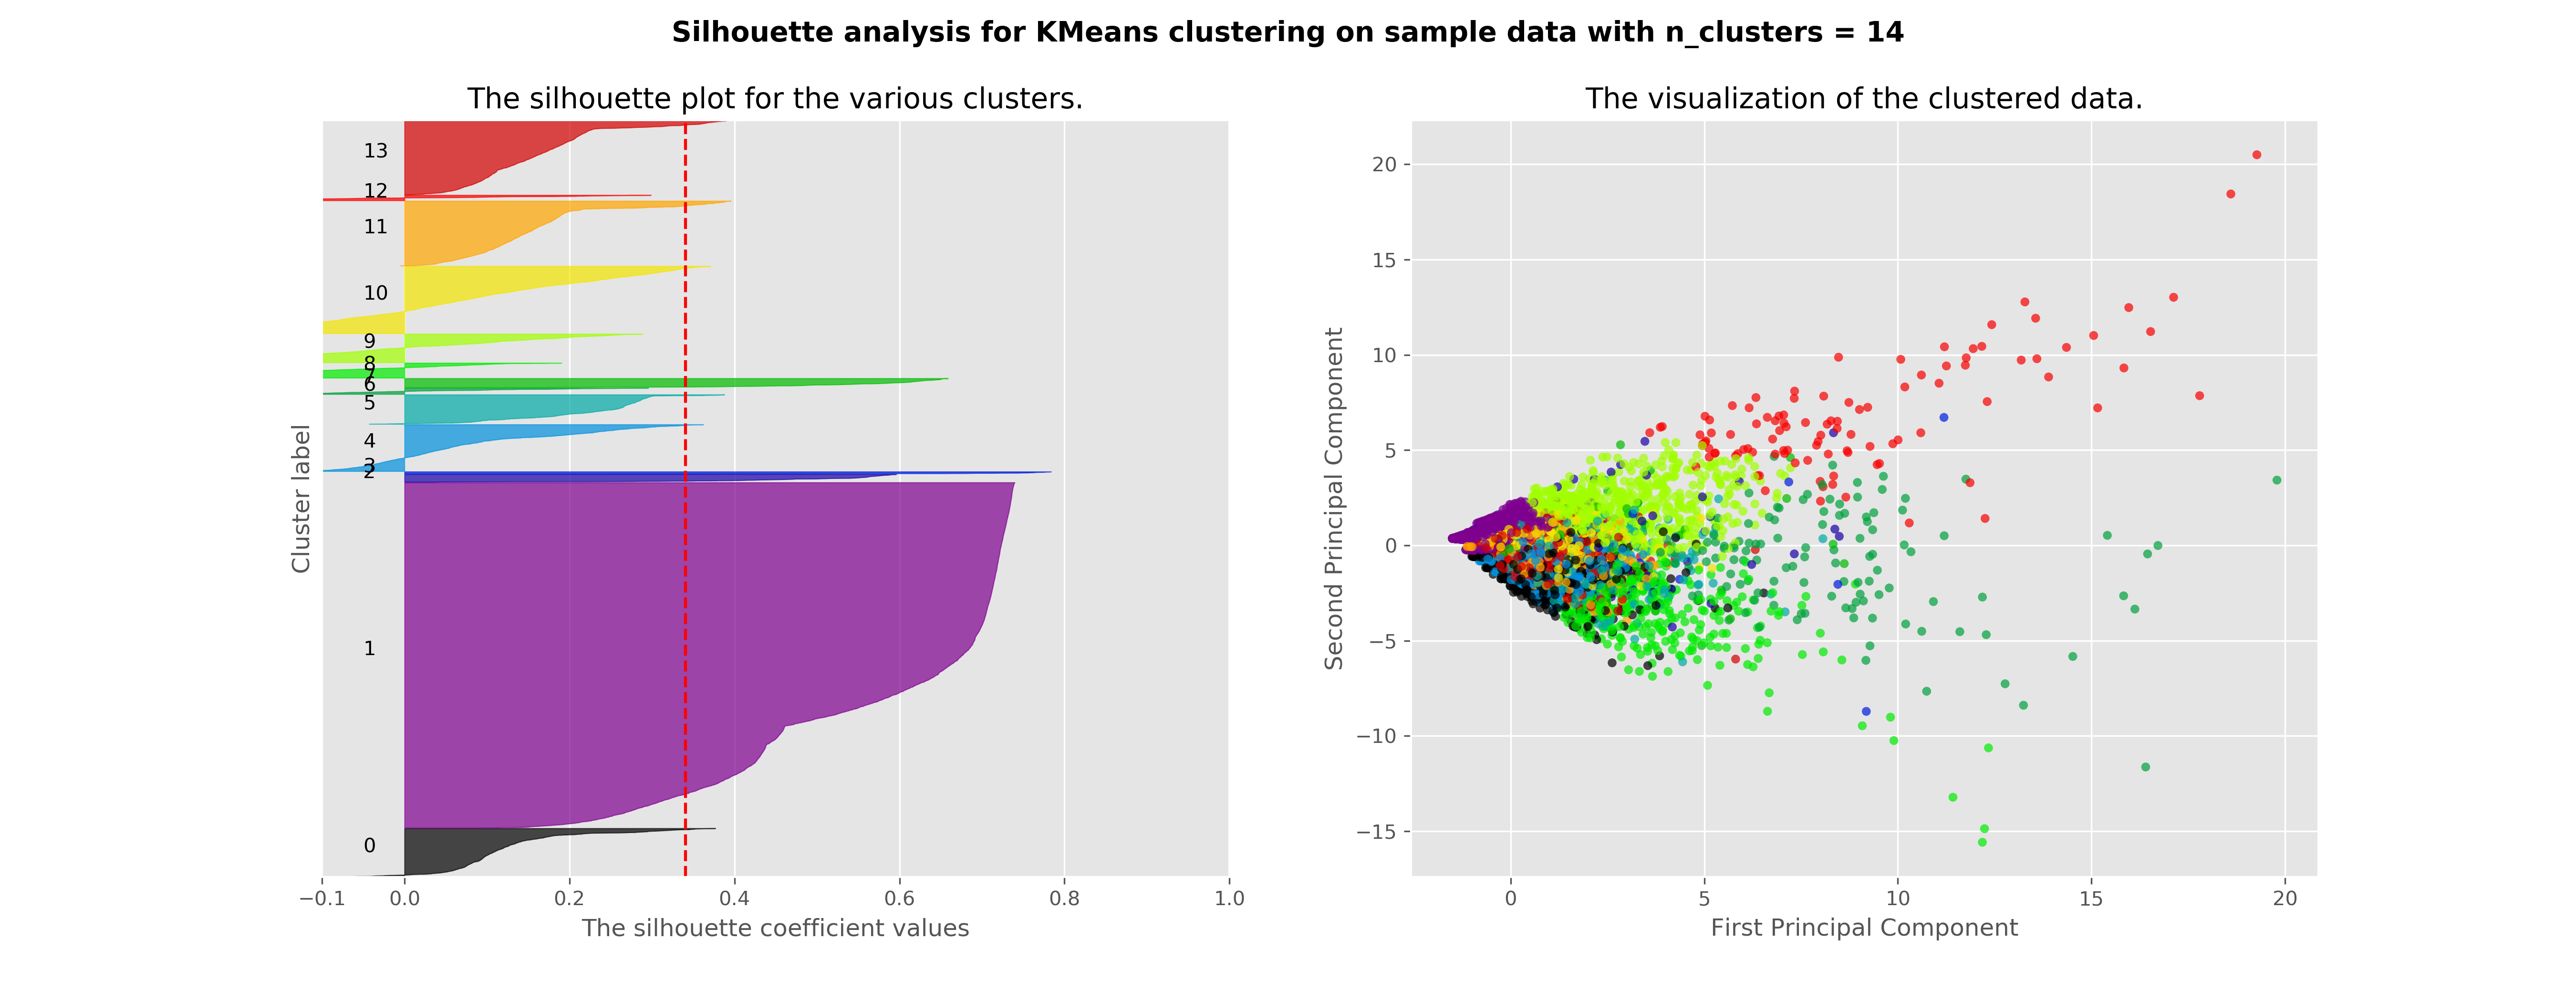 Silhouette analysis for KMeans clustering on sample data with n_clusters = 14
The silhouette plot for the various clusters.
13
12
11
10
9
8
7
6
5
4
3
2
1
0
Cluster label
−0.1 0.0 0.2 0.4 0.6 0.8 1.0
The silhouette coefficient values
The visualization of the clustered data.
20
15
10
5
0
−5
−10
−15
Second Principal Component
0 5 10 15 20
First Principal Component